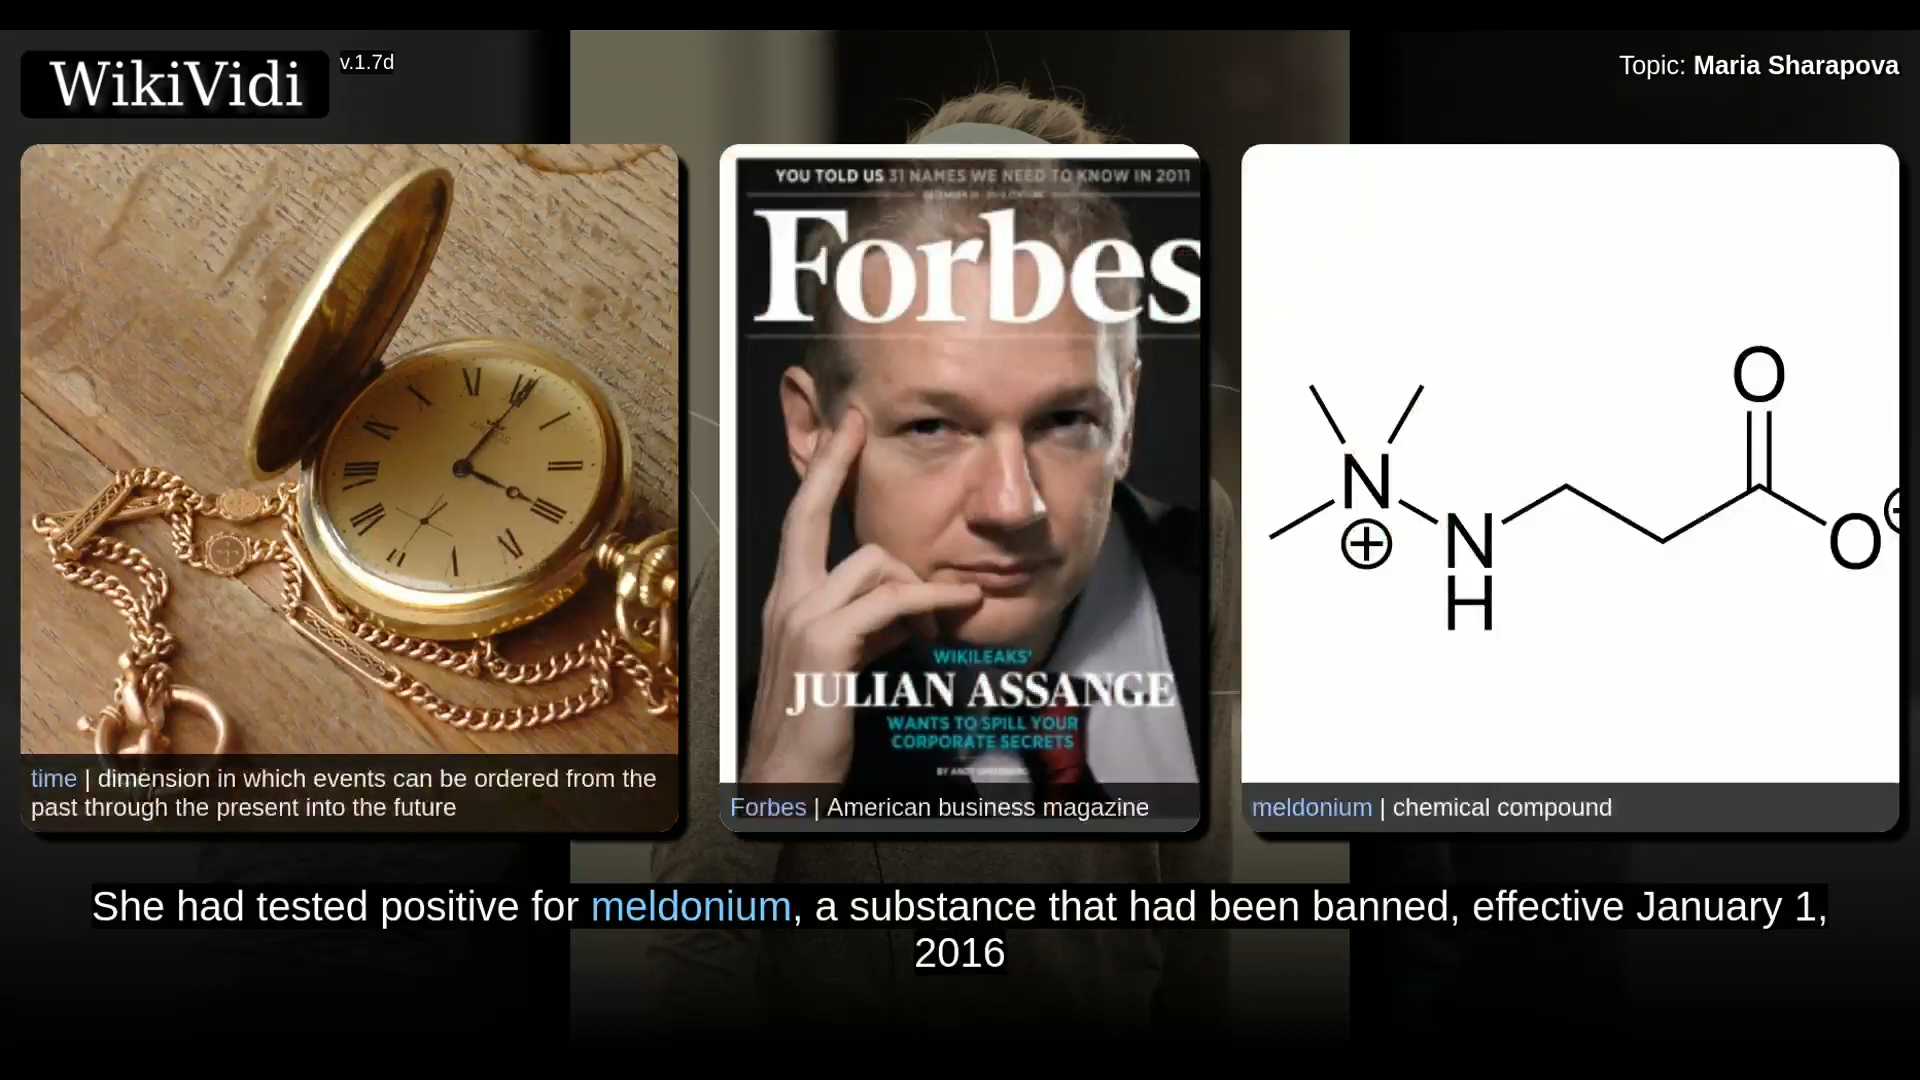 WikiVidi
v.1.7d
Topic: Maria Sharapova
YOU TOLD US 31 NAMES WE NEED TO KNOW IN 2011
Forbes
WIKILEAKS'
JULIAN ASSANGE
WANTS TO SPILL YOUR
CORPORATE SECRETS
O
N
N
H
O
time | dimension in which events can be ordered from the
past through the present into the future
Forbes | American business magazine
meldonium | chemical compound
She had tested positive for meldonium, a substance that had been banned, effective January 1,
2016